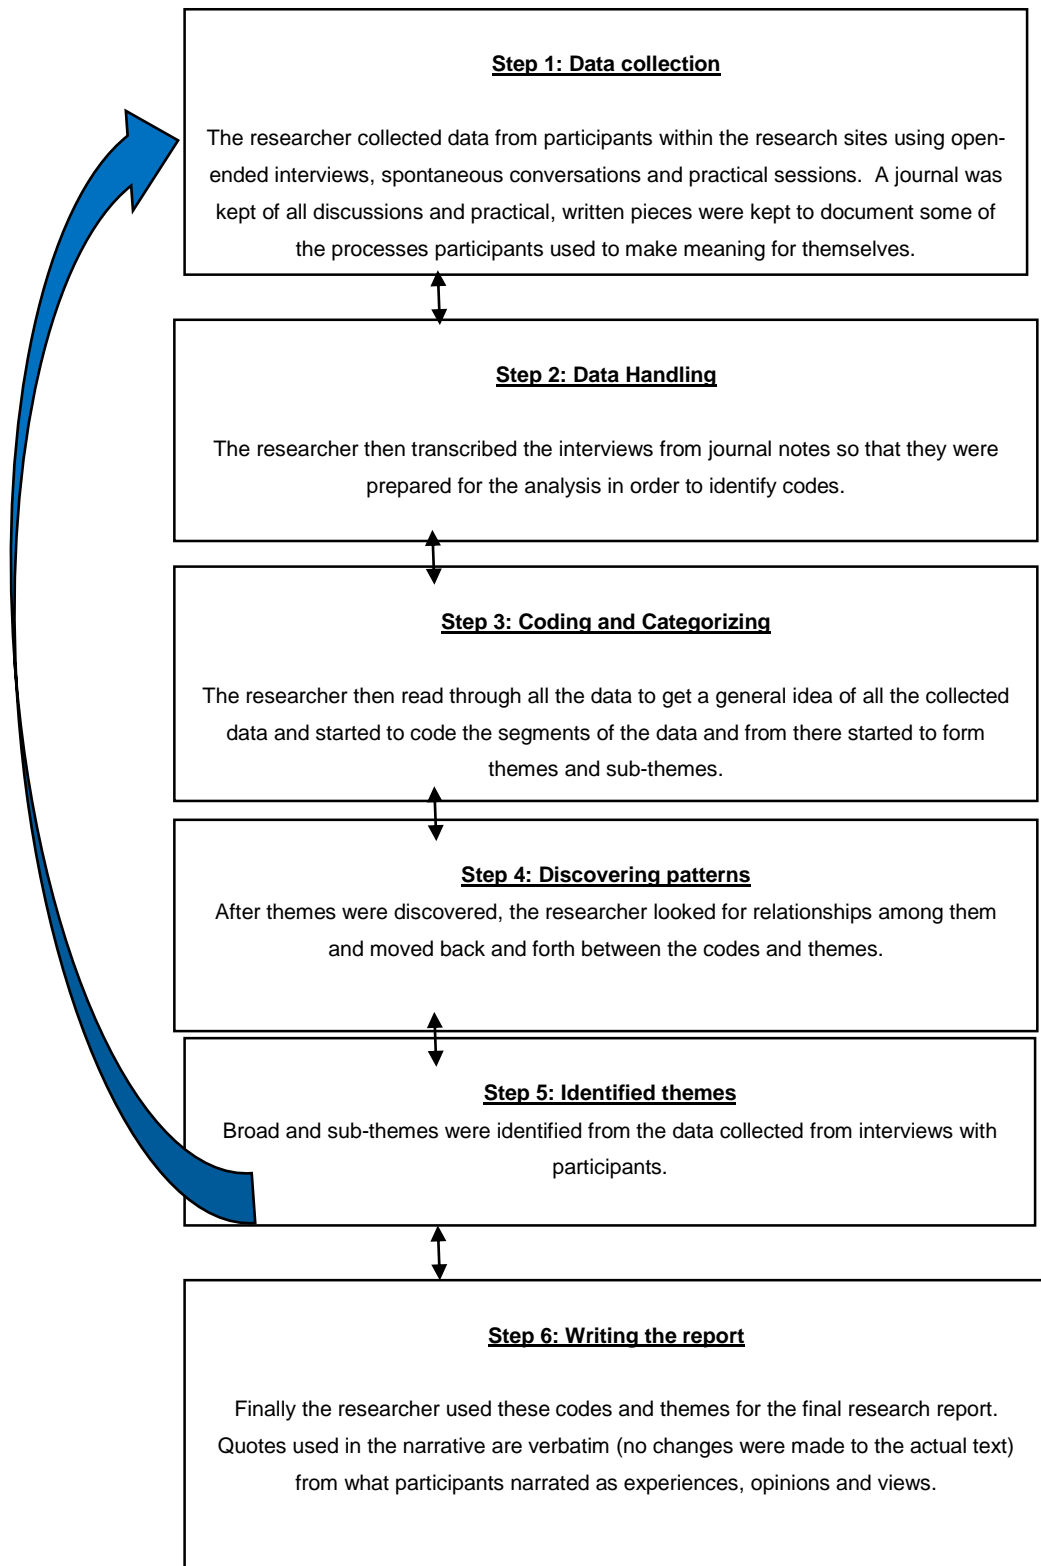 Step 1: Data collection
The researcher collected data from participants within the research sites using open-
ended interviews, spontaneous conversations and practical sessions.  A journal was
kept of all discussions and practical, written pieces were kept to document some of
the processes participants used to make meaning for themselves.
Step 2: Data Handling
The researcher then transcribed the interviews from journal notes so that they were
prepared for the analysis in order to identify codes.
Step 3: Coding and Categorizing
The researcher then read through all the data to get a general idea of all the collected
data and started to code the segments of the data and from there started to form
themes and sub-themes.
Step 4: Discovering patterns
After themes were discovered, the researcher looked for relationships among them
and moved back and forth between the codes and themes.
Step 5: Identified themes
Broad and sub-themes were identified from the data collected from interviews with
participants.
Step 6: Writing the report
Finally the researcher used these codes and themes for the final research report.
Quotes used in the narrative are verbatim (no changes were made to the actual text)
from what participants narrated as experiences, opinions and views.